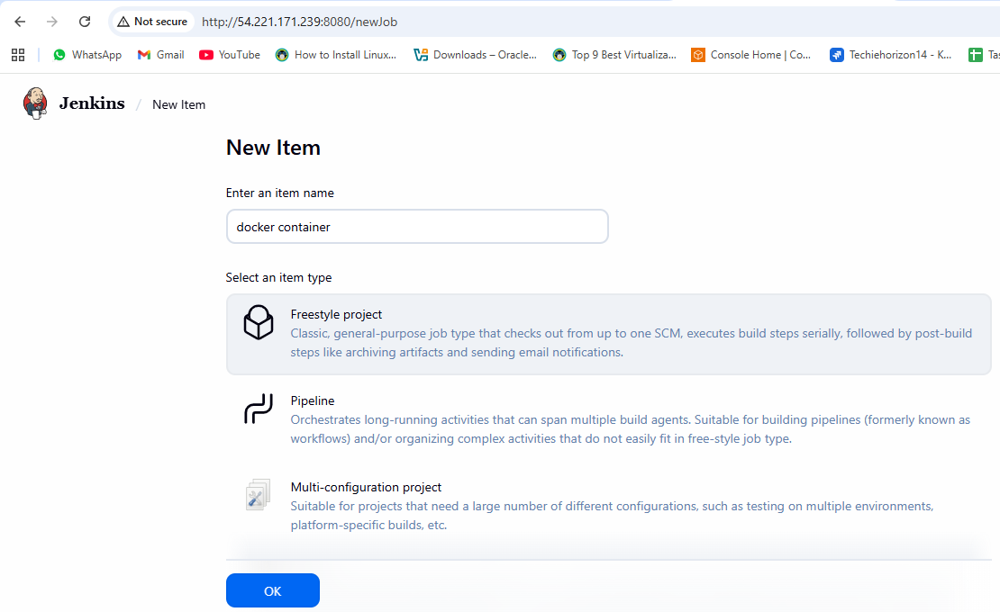 Not secure http://54.221.171.239:8080/newJob
WhatsApp Gmail YouTube How to Install Linux... Downloads – Oracle... Top 9 Best Virtualiza... Console Home | Co... Techiehorizon14 - K... Tas
Jenkins / New Item
New Item
Enter an item name
docker container
Select an item type
Freestyle project
Classic, general-purpose job type that checks out from up to one SCM, executes build steps serially, followed by post-build
steps like archiving artifacts and sending email notifications.
Pipeline
Orchestrates long-running activities that can span multiple build agents. Suitable for building pipelines (formerly known as
workflows) and/or organizing complex activities that do not easily fit in free-style job type.
Multi-configuration project
Suitable for projects that need a large number of different configurations, such as testing on multiple environments,
platform-specific builds, etc.
OK